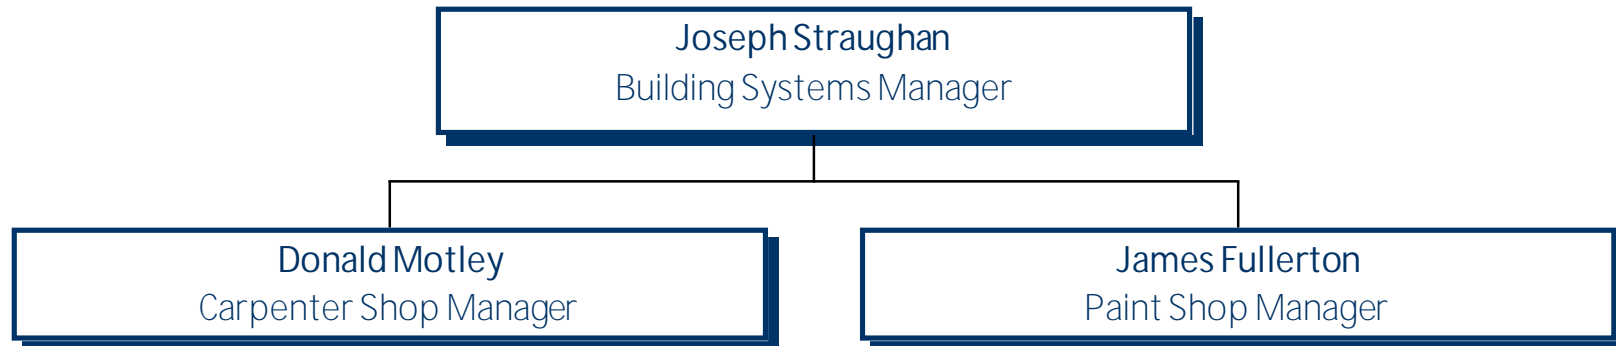 Joseph Straughan
Building Systems Manager
Donald Motley
Carpenter Shop Manager
James Fullerton
Paint Shop Manager